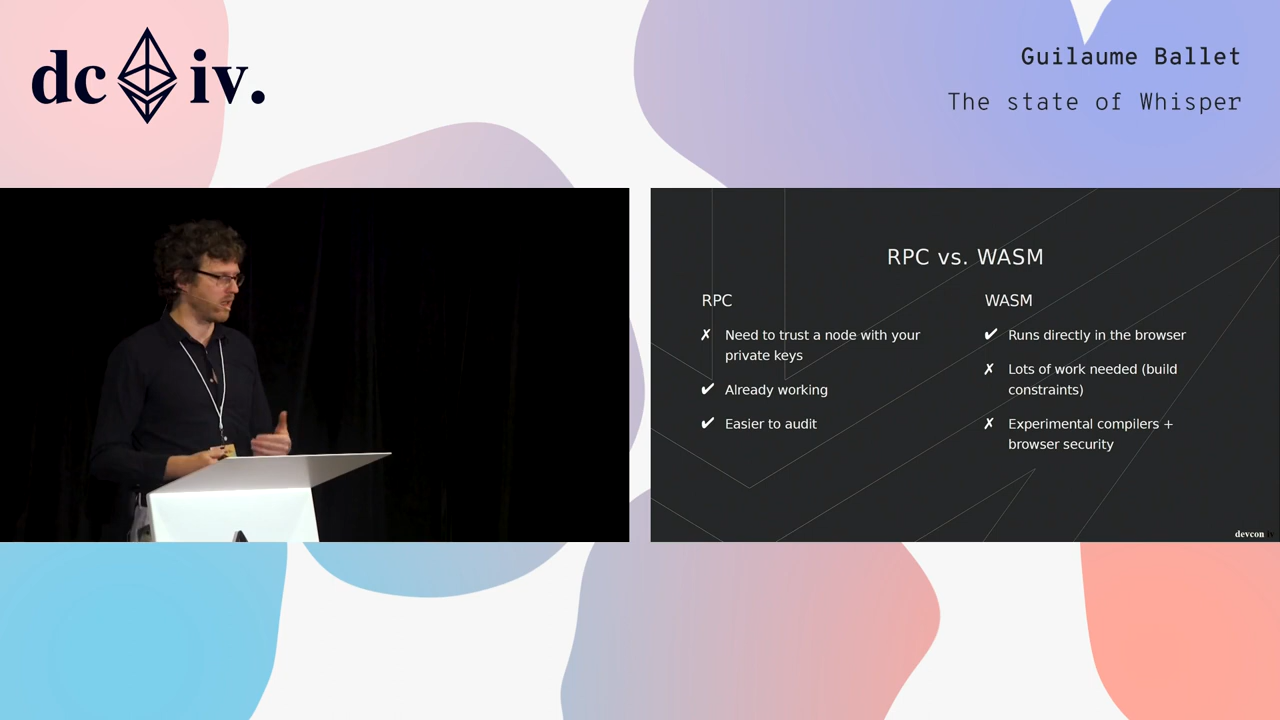 dc iv.
Guilaume Ballet
The state of Whisper
RPC vs. WASM
RPC
✗ Need to trust a node with your
private keys
✔ Already working
✔ Easier to audit
WASM
✔ Runs directly in the browser
✗ Lots of work needed (build
constraints)
✗ Experimental compilers +
browser security
devcon